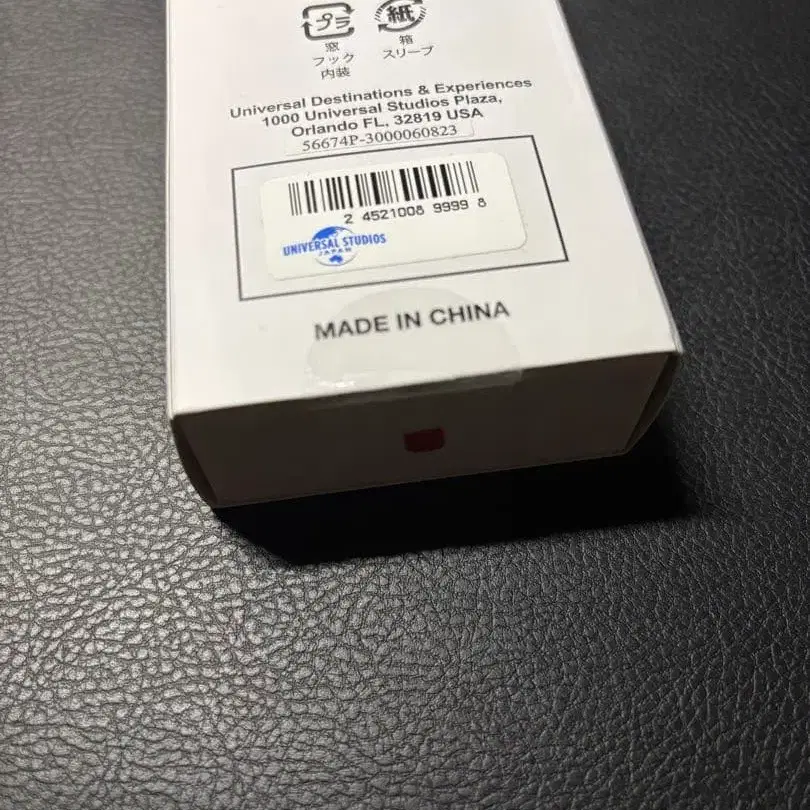 プラ 紙
窓 箱
フック スリーブ
内装
Universal Destinations & Experiences
1000 Universal Studios Plaza,
Orlando FL, 32819 USA
56674P-3000060823
2 4521008 9999 8
UNIVERSAL STUDIOS
JAPAN
MADE IN CHINA